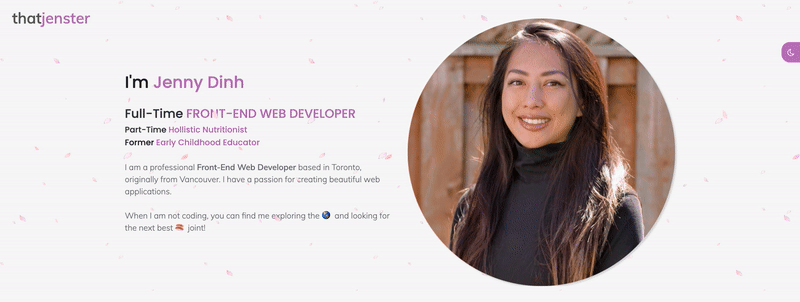 thatjenster
I'm Jenny Dinh
Full-Time FRONT-END WEB DEVELOPER
Part-Time Hollistic Nutritionist
Former Early Childhood Educator
I am a professional Front-End Web Developer based in Toronto,
originally from Vancouver. I have a passion for creating beautiful web
applications.
When I am not coding, you can find me exploring the 🌎 and looking for
the next best 🍣 joint!